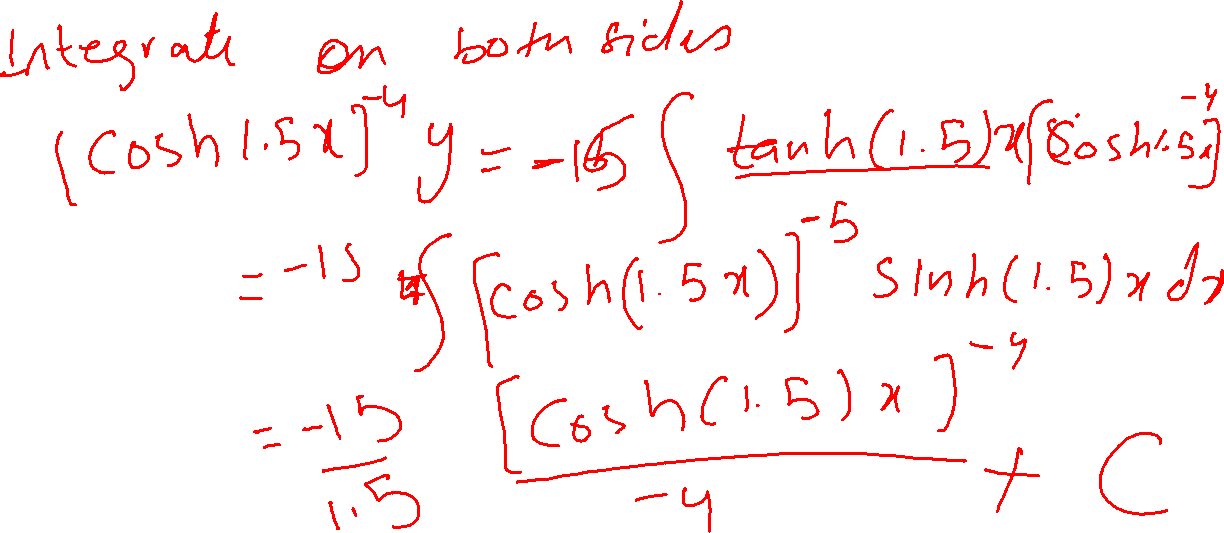 Integrate on both sides
[cosh 1.5x]^-4 y = -15 ∫ tanh(1.5)x [cosh 1.5x]^-4
= -15 ∫ [cosh(1.5x)]^-5 sinh(1.5)x dx
= -15/1.5 [cosh(1.5)x]^-4/-4 + C